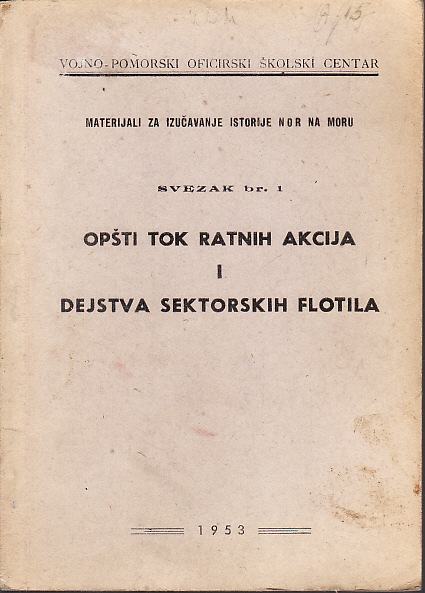 VOJNO-POMORSKI OFICIRSKI ŠKOLSKI CENTAR
MATERIJALI ZA IZUČAVANJE ISTORIJE NOR NA MORU
SVEZAK br. 1
OPŠTI TOK RATNIH AKCIJA
I
DEJSTVA SEKTORSKIH FLOTILA
1953